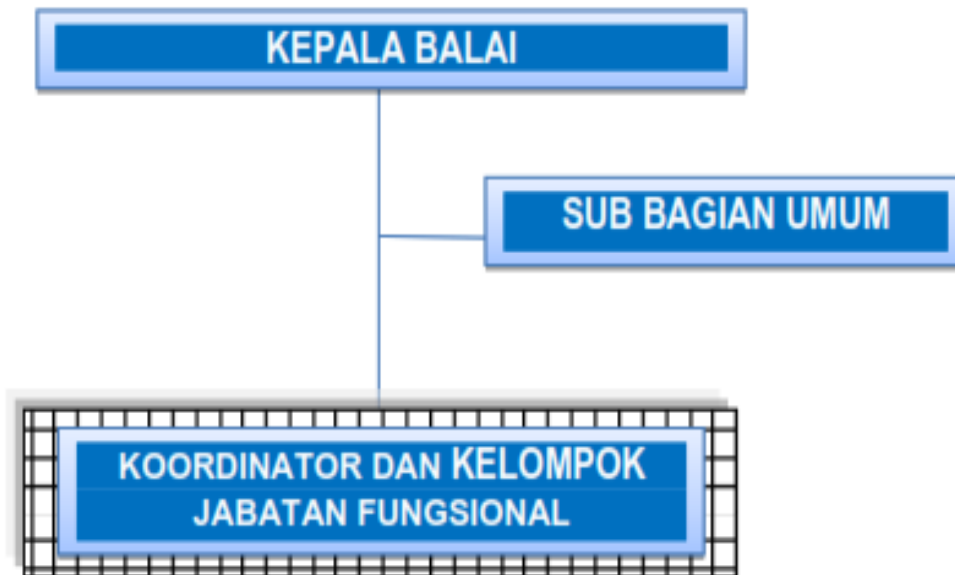 KEPALA BALAI
SUB BAGIAN UMUM
KOORDINATOR DAN KELOMPOK
JABATAN FUNGSIONAL